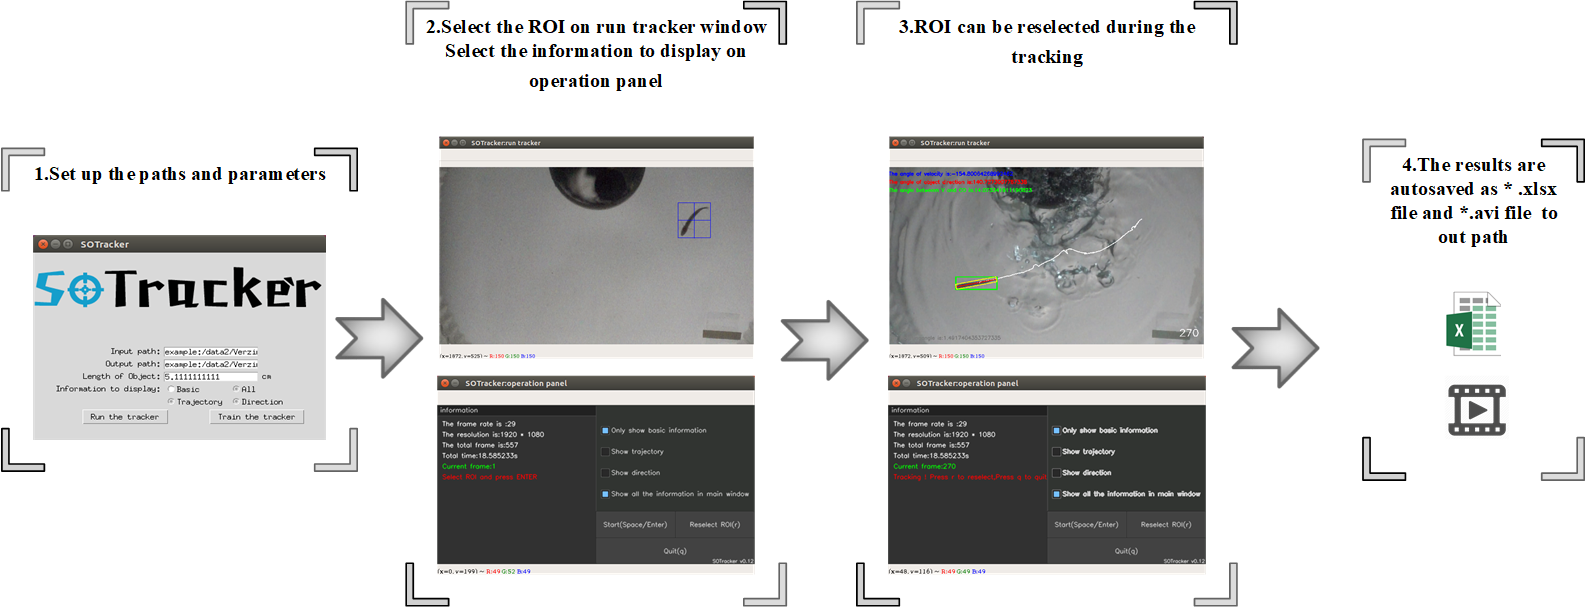 1.Set up the paths and parameters
SOTracker
SOTracker
Input path: example:/data2/Verzi
Output path: example:/data2/Verzi
Length of Object: 5.1111111111 cm
Information to display: Basic All
Trajectory Direction
Run the tracker Train the tracker
2.Select the ROI on run tracker window
Select the information to display on
operation panel
SOTracker:run tracker
(x=1872, y=525) ~ R:150 G:150 B:150
SOTracker:operation panel
information
The frame rate is :29
The resolution is:1920 * 1080
The total frame is:557
Total time:18.585233s
Current frame:1
Select ROI and press ENTER
Only show basic information
Show trajectory
Show direction
Show all the information in main window
Start(Space/Enter) Reselect ROI(r)
Quit(q)
SOTracker v0.12
(x=0, y=199) ~ R:49 G:52 B:49
3.ROI can be reselected during the
tracking
SOTracker:run tracker
The angle of velocity is:-154.8006426
The angle of object direction is:
The angle between
270
(x=1872, y=509) ~ R:150 G:150 B:150
SOTracker:operation panel
information
The frame rate is :29
The resolution is:1920 * 1080
The total frame is:557
Total time:18.585233s
Current frame:270
Tracking ! Press r to reselect,Press q to quit
Only show basic information
Show trajectory
Show direction
Show all the information in main window
Start(Space/Enter) Reselect ROI(r)
Quit(q)
SOTracker v0.12
(x=48, y=116) ~ R:49 G:49 B:49
4.The results are
autosaved as * .xlsx
file and *.avi file to
out path
X